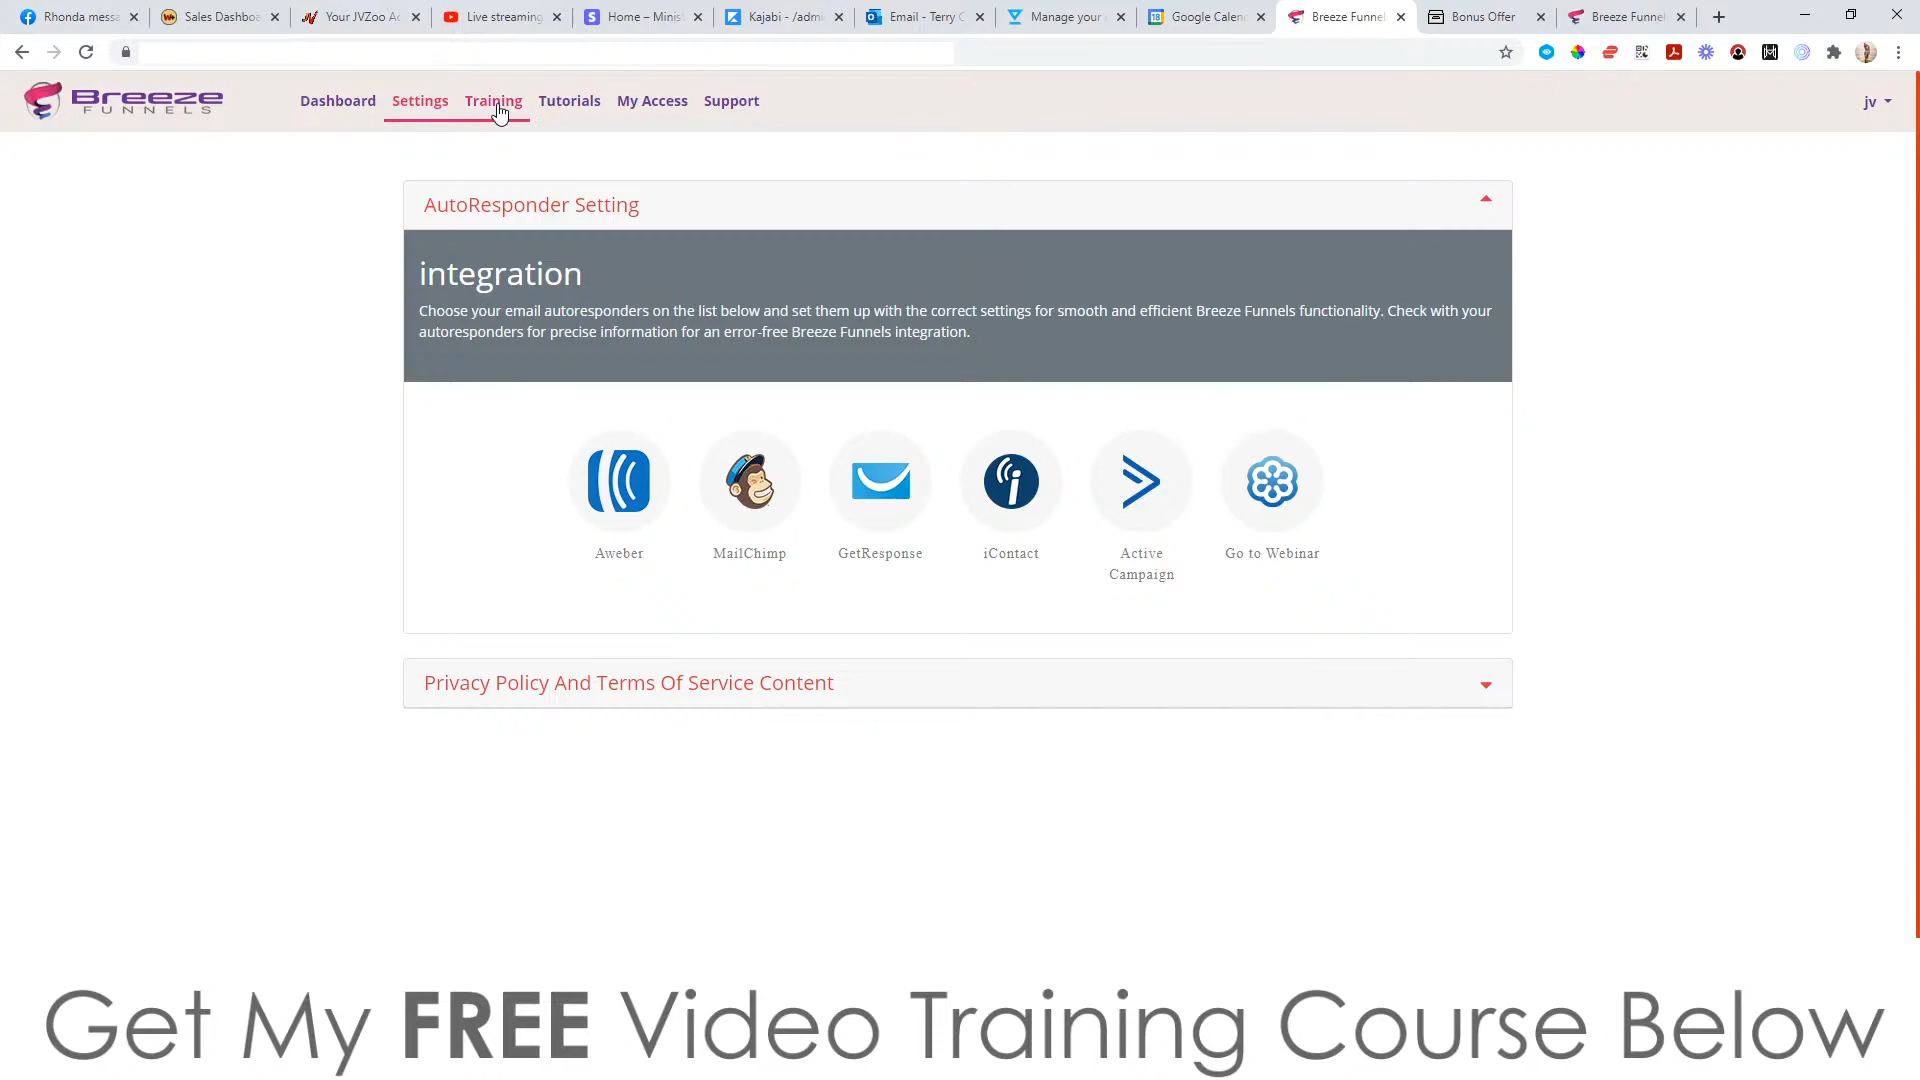 Rhonda messa
Sales Dashboa
Your JVZoo Ac
Live streaming
Home – Minis
Kajabi - /adm
Email - Terry
Manage your
Google Calen
Breeze Funnel
Bonus Offer
Breeze Funnel
Breeze
FUNNELS
Dashboard
Settings
Training
Tutorials
My Access
Support
jv
AutoResponder Setting
integration
Choose your email autoresponders on the list below and set them up with the correct settings for smooth and efficient Breeze Funnels functionality. Check with your
autoresponders for precise information for an error-free Breeze Funnels integration.
Aweber
MailChimp
GetResponse
iContact
Active
Campaign
Go to Webinar
Privacy Policy And Terms Of Service Content
Get My FREE Video Training Course Below